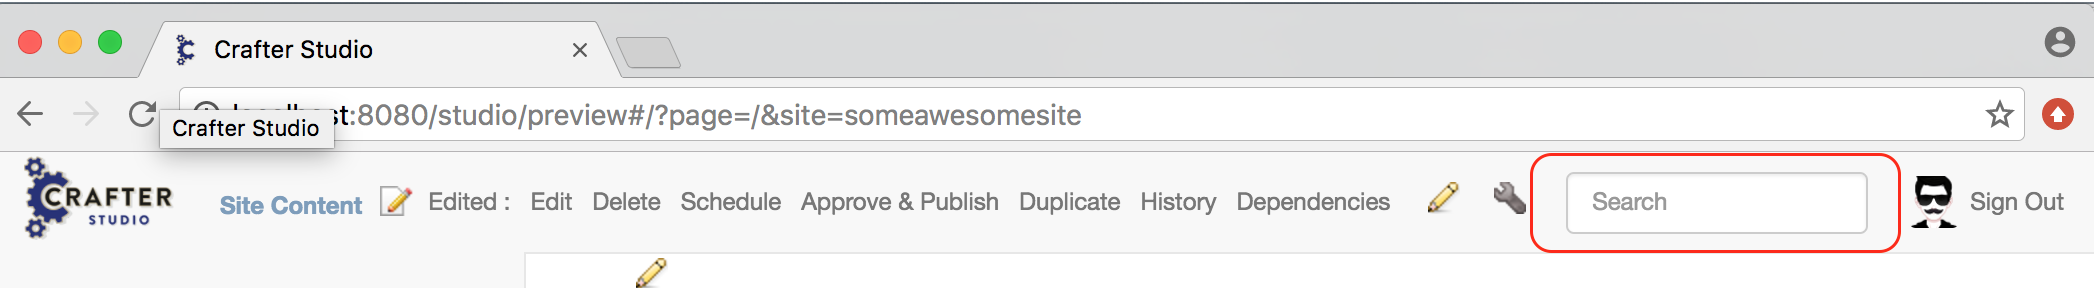 Crafter Studio
localhost:8080/studio/preview#/?page=/&site=someawesomesite
Crafter Studio
CRAFTER
STUDIO
Site Content Edited : Edit Delete Schedule Approve & Publish Duplicate History Dependencies Search Sign Out